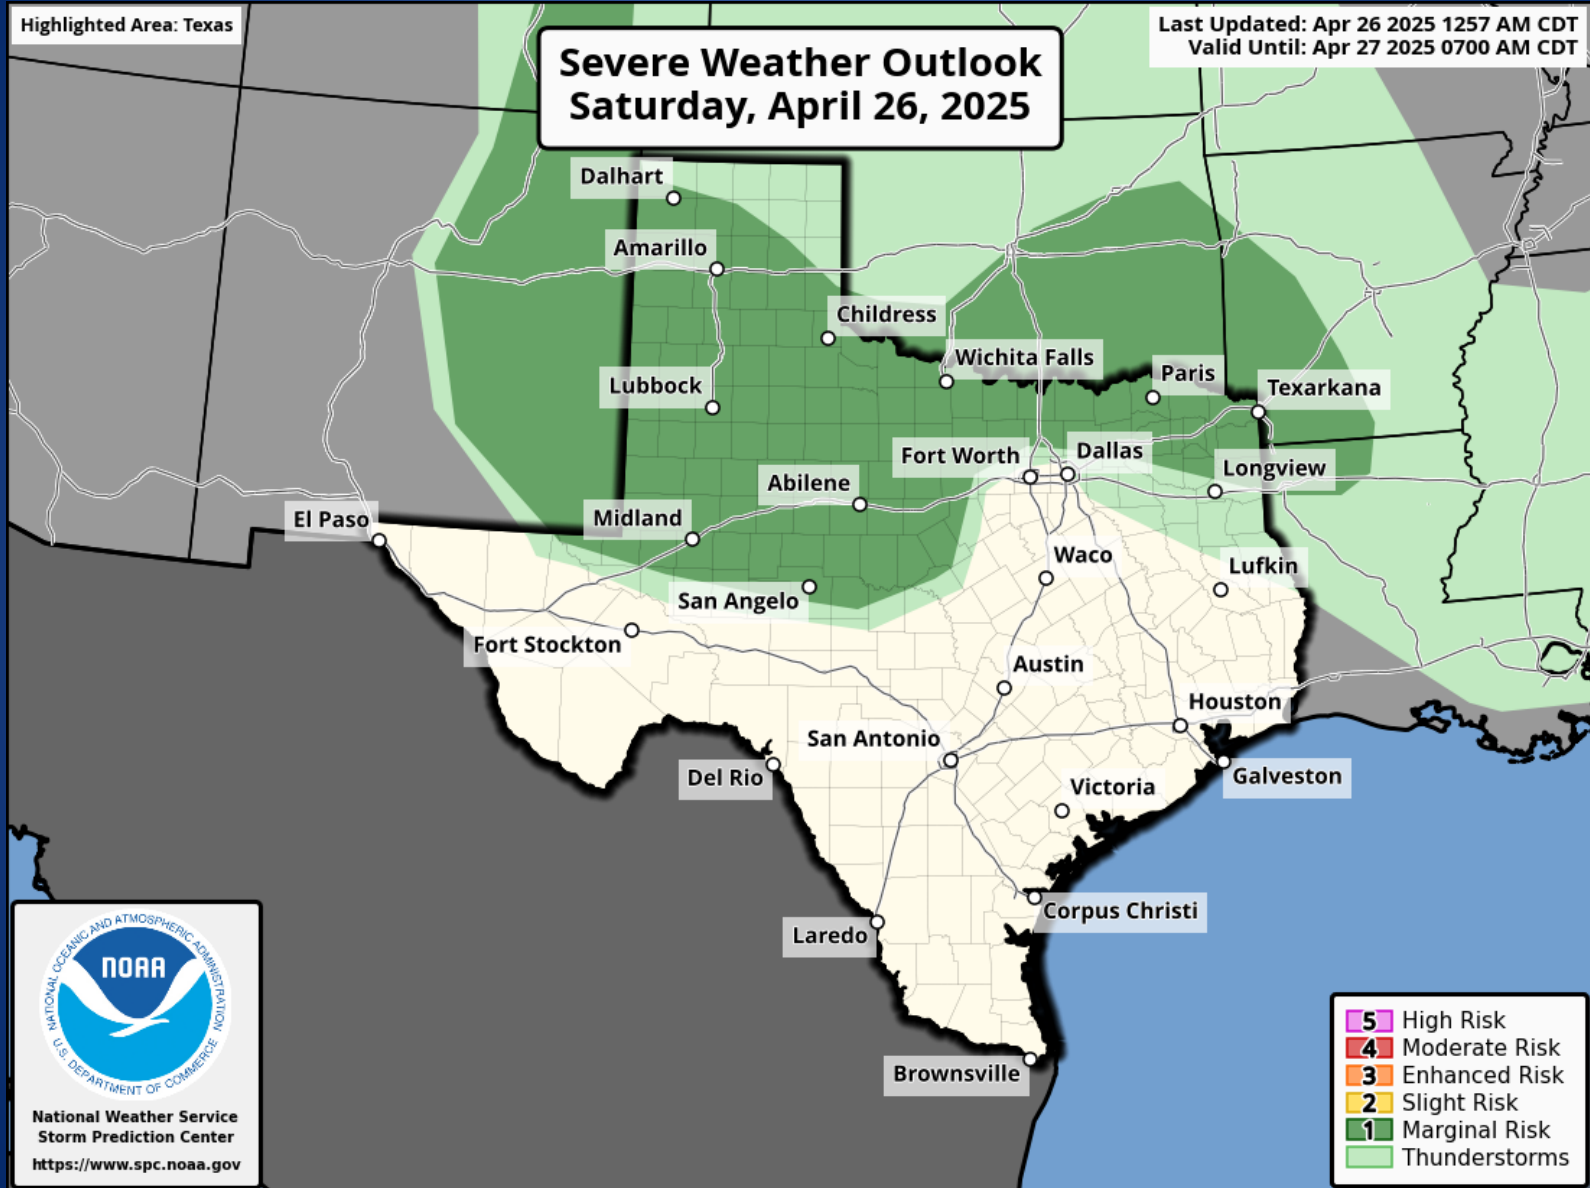 Highlighted Area: Texas
Last Updated: Apr 26 2025 1257 AM CDT
Valid Until: Apr 27 2025 0700 AM CDT
Severe Weather Outlook
Saturday, April 26, 2025
Dalhart
Amarillo
Childress
Wichita Falls
Paris
Lubbock
Texarkana
Fort Worth
Dallas
Longview
Abilene
El Paso
Midland
Waco
Lufkin
San Angelo
Fort Stockton
Austin
Houston
San Antonio
Del Rio
Galveston
Victoria
Corpus Christi
Laredo
Brownsville
NATIONAL OCEANIC AND ATMOSPHERIC ADMINISTRATION
NOAA
U.S. DEPARTMENT OF COMMERCE
National Weather Service
Storm Prediction Center
https://www.spc.noaa.gov
5 High Risk
4 Moderate Risk
3 Enhanced Risk
2 Slight Risk
1 Marginal Risk
Thunderstorms